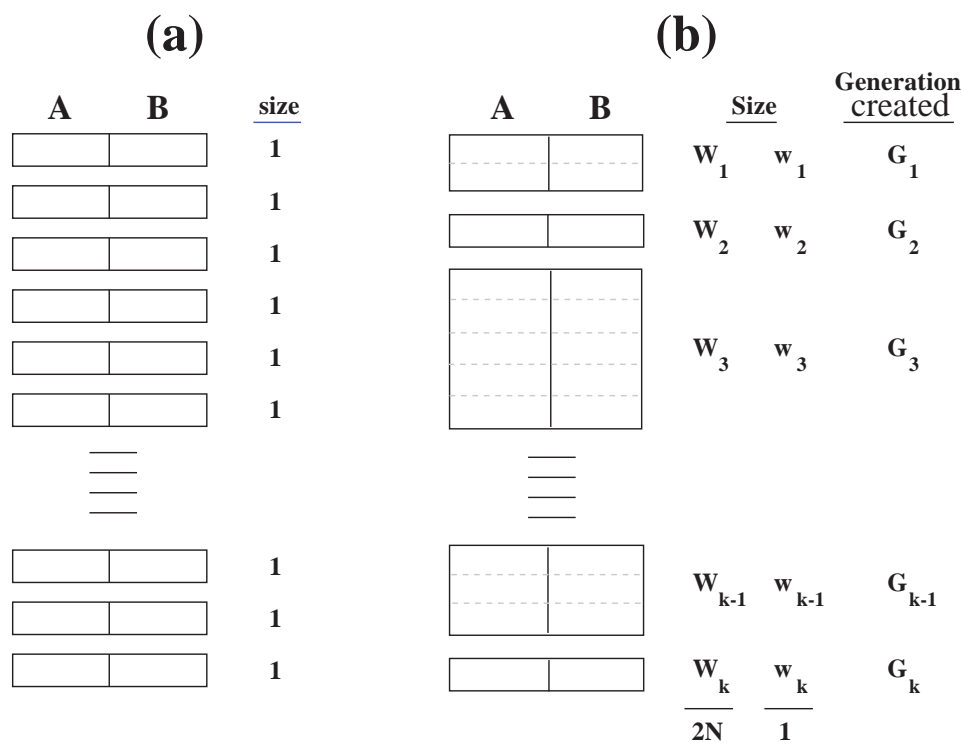 (a)
A B size
1
1
1
1
1
1
1
1
1
(b)
A B Size Generation
created
W1 w1 G1
W2 w2 G2
W3 w3 G3
Wk-1 wk-1 Gk-1
Wk wk Gk
2N 1